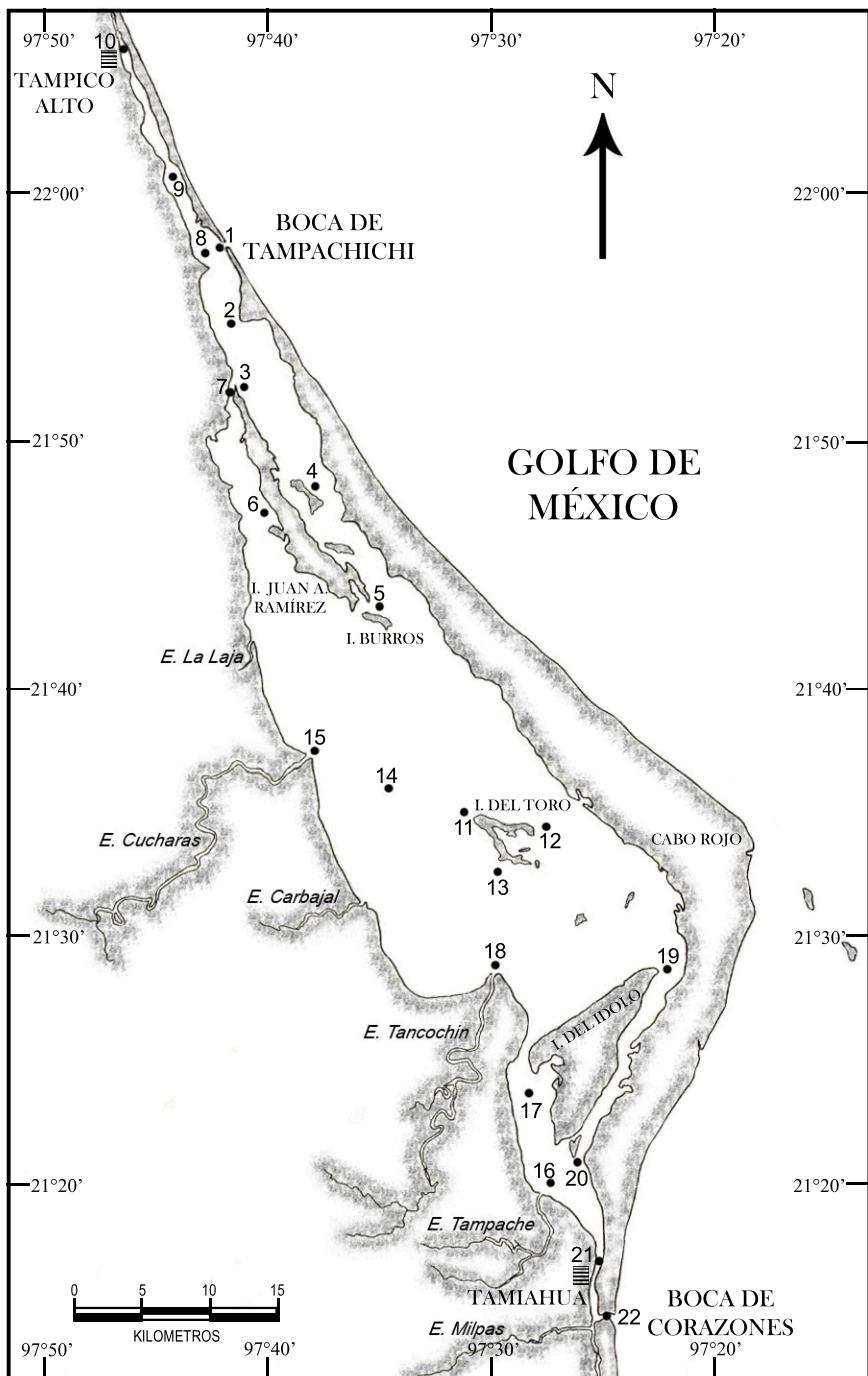 97°50’ 97°40’ 97°30’ 97°20’
10
TAMPICO
ALTO
N
9
22°00’ 22°00’
BOCA DE
TAMPACHICHI
8 1
2
3
7
21°50’ 21°50’
GOLFO DE
MÉXICO
4
6
I. JUAN A.
RAMÍREZ
5
I. BURROS
E. La Laja
21°40’ 21°40’
15
14
11
I. DEL TORO
12
CABO ROJO
E. Cucharas
13
E. Carbajal
21°30’ 21°30’
18
19
I. DEL IDOLO
E. Tancochin
17
16
20
21°20’ 21°20’
E. Tampache
21
TAMIAHUA
22
BOCA DE
CORAZONES
E. Milpas
0 5 10 15
KILOMETROS
97°50’ 97°40’ 97°30’ 97°20’